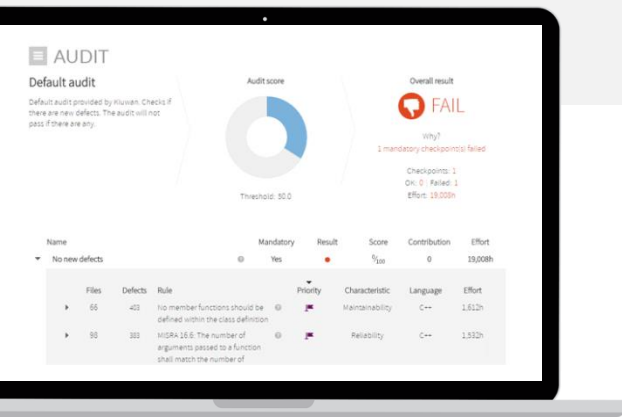 AUDIT
Default audit
Default audit provided by Kiuwan. Checks if
there are new defects. The audit will not
pass if there are any.
Audit score
Threshold: 50.0
Overall result
FAIL
Why?
1 mandatory checkpoint(s) failed
Checkpoints: 1
OK: 0 | Failed: 1
Effort: 19,008h
Name Mandatory Result Score Contribution Effort
No new defects Yes 0/100 0 19,008h
Files Defects Rule Priority Characteristic Language Effort
66 403 No member functions should be Maintainability C++ 1,612h
defined within the class definition
98 383 MISRA 16.6: The number of Reliability C++ 1,532h
arguments passed to a function
shall match the number of